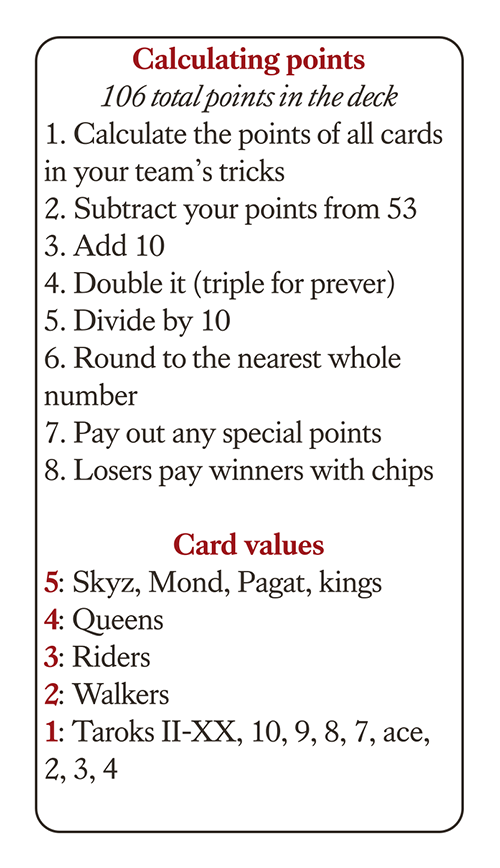 Calculating points
106 total points in the deck
1. Calculate the points of all cards
in your team’s tricks
2. Subtract your points from 53
3. Add 10
4. Double it (triple for prever)
5. Divide by 10
6. Round to the nearest whole
number
7. Pay out any special points
8. Losers pay winners with chips
Card values
5: Skyz, Mond, Pagat, kings
4: Queens
3: Riders
2: Walkers
1: Taroks II-XX, 10, 9, 8, 7, ace,
2, 3, 4